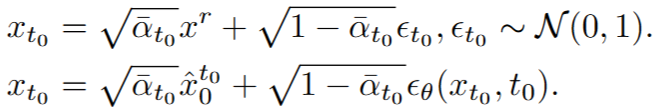 x_{t_0} = \sqrt{\bar{\alpha}_{t_0}} x^r + \sqrt{1 - \bar{\alpha}_{t_0}} \epsilon_{t_0}, \epsilon_{t_0} \sim \mathcal{N}(0, 1).
x_{t_0} = \sqrt{\bar{\alpha}_{t_0}} \hat{x}_0^{t_0} + \sqrt{1 - \bar{\alpha}_{t_0}} \epsilon_\theta(x_{t_0}, t_0).